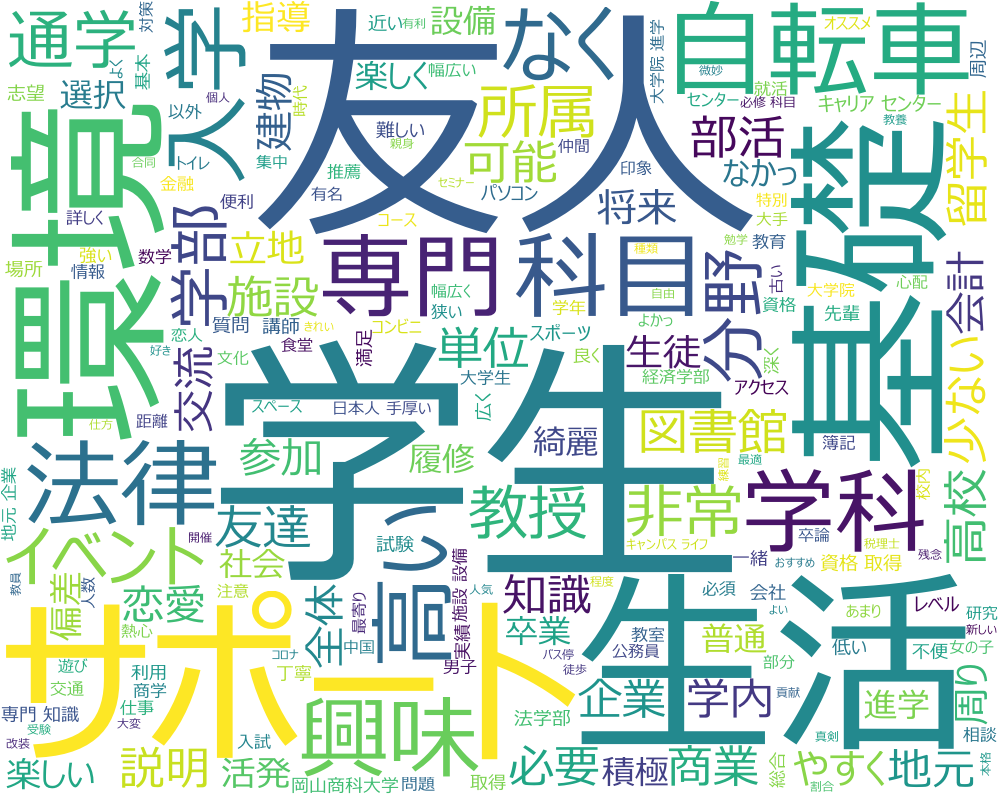 通学
入学
指導
対策
近い
有利
設備
なく
自転車
オススメ
周辺
友人
楽しく
幅広い
大学院 進学
微妙
志望
選択
基本
よく
個人
時代
建物
以外
所属
難しい
親身
仲間
就活
センター
必修 科目
キャリア センター
教養
部活
環境
合同
トイレ
集中
推薦
可能
印象
なかっ
基礎
留学生
金融
有名
パソコン
セミナー
将来
特別
大手
詳しく
便利
コース
学部
立地
専門
科目
種類
勉学
教育
野
古い
場所
強い
数学
情報
施設
幅広く
狭い
学年
自由
資格
大学院
心配
会計
恋人
質問
講師
コンビニ
きれい
よかっ
先輩
好き
交流
文化
食堂
満足
単位
スポーツ
良く
生徒
分
深く
少ない
大学生
経済学部
アクセス
距離
仕方
スペース
日本人
手厚い
広く
学生
図書館
簿記
法律
参加
履修
綺麗
最適
練習
校内
地元 企業
友達
高い
教授
非常
学科
高校
開催
試験
キャンパス ライフ
卒論
税理士
イベント
社会
一緒
おすすめ
資格 取得
残念
教員
人数
偏差
恋愛
注意
全体
最寄り
実績
施設 設備
人気
知識
程度
必須
会社
生活
あまり
レベル
研究
新しい
熱心
コロナ
中国
男子
卒業
バス停
教室
公務員
徒歩
普通
部分
よい
低い
不便
女の子
サポート
遊び
交通
利用
商学
丁寧
興味
法学部
企業
学内
貢献
進学
周り
専門 知識
大変
仕事
受験
改装
入試
真剣
相談
楽しい
説明
活発
岡山商科大学
問題
取得
必要
積極
商業
総合
割合
やすく
地元
本格